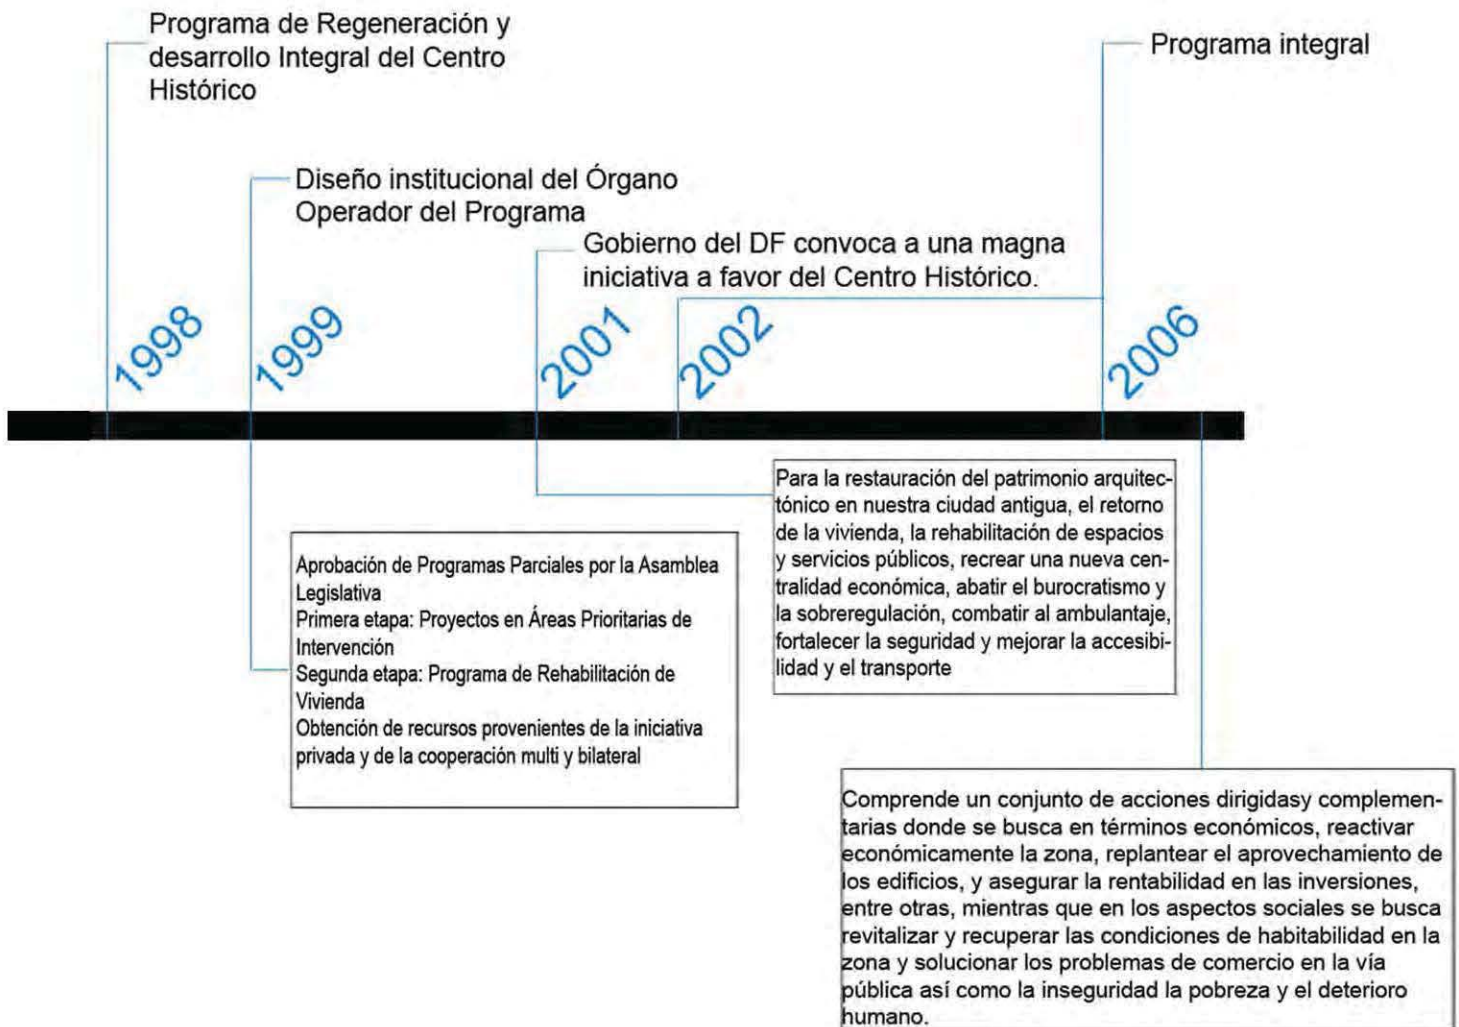 Programa de Regeneración y
desarrollo Integral del Centro
Histórico
Programa integral
Diseño institucional del Órgano
Operador del Programa
Gobierno del DF convoca a una magna
iniciativa a favor del Centro Histórico.
1998
1999
2001
2002
2006
Para la restauración del patrimonio arquitec-
tónico en nuestra ciudad antigua, el retorno
de la vivienda, la rehabilitación de espacios
y servicios públicos, recrear una nueva cen-
tralidad económica, abatir el burocratismo y
la sobreregulación, combatir al ambulantaje,
fortalecer la seguridad y mejorar la accesibi-
lidad y el transporte
Aprobación de Programas Parciales por la Asamblea
Legislativa
Primera etapa: Proyectos en Áreas Prioritarias de
Intervención
Segunda etapa: Programa de Rehabilitación de
Vivienda
Obtención de recursos provenientes de la iniciativa
privada y de la cooperación multi y bilateral
Comprende un conjunto de acciones dirigidasy complemen-
tarias donde se busca en términos económicos, reactivar
económicamente la zona, replantear el aprovechamiento de
los edificios, y asegurar la rentabilidad en las inversiones,
entre otras, mientras que en los aspectos sociales se busca
revitalizar y recuperar las condiciones de habitabilidad en la
zona y solucionar los problemas de comercio en la vía
pública así como la inseguridad la pobreza y el deterioro
humano.